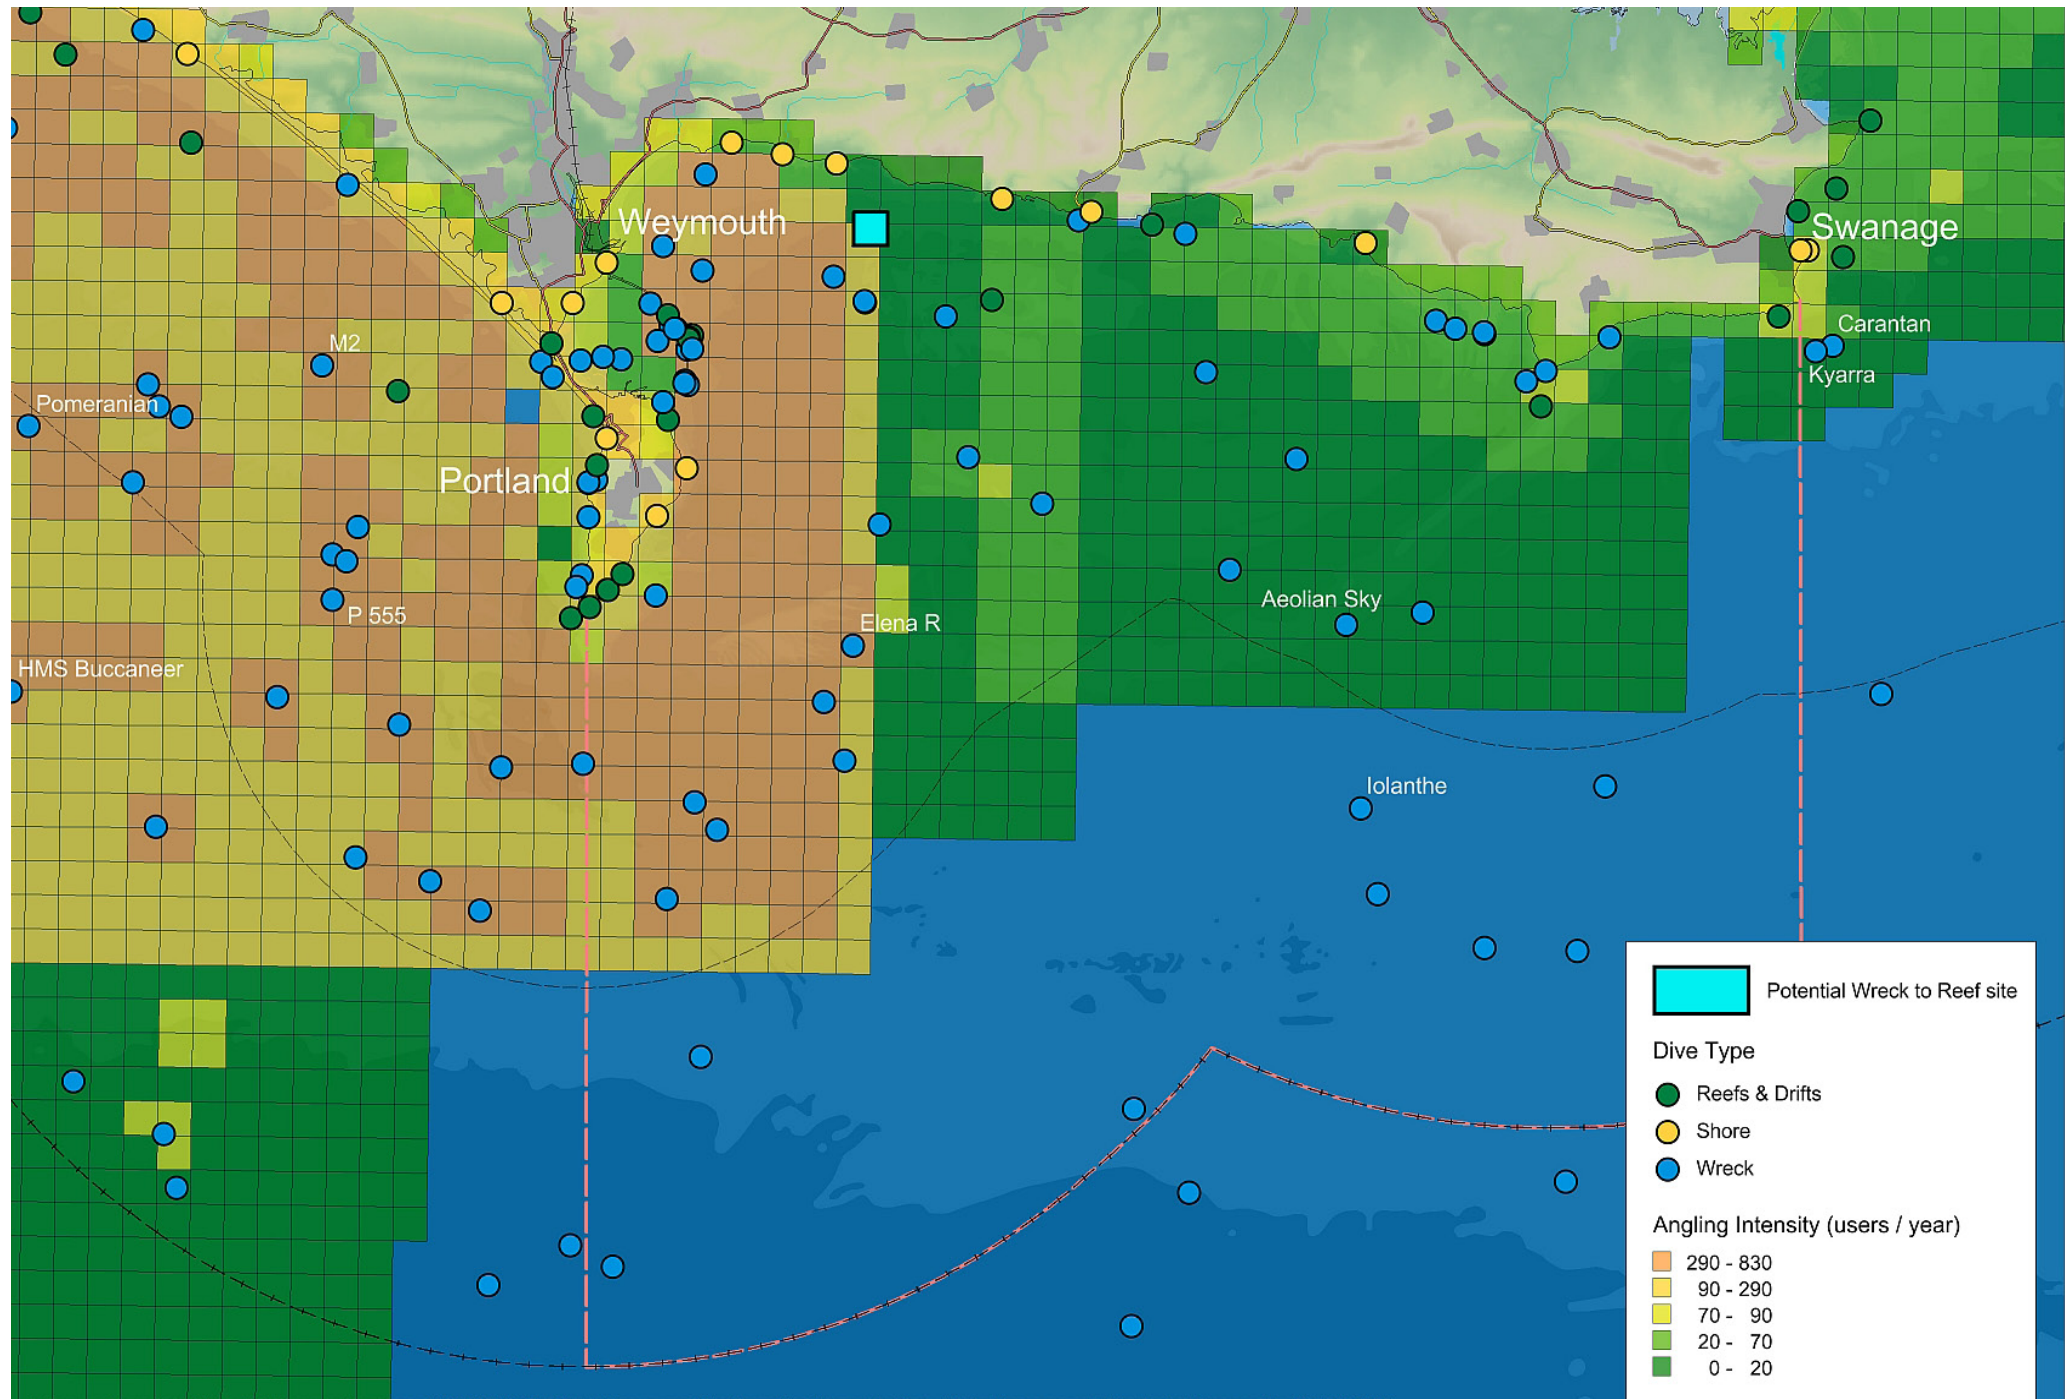 Weymouth
Swanage
M2
Carantan
Kyarra
Pomeranian
Portland
Aeolian Sky
P 555
Elena R
HMS Buccaneer
Iolanthe
Potential Wreck to Reef site
Dive Type
Reefs & Drifts
Shore
Wreck
Angling Intensity (users / year)
290 - 830
90 - 290
70 - 90
20 - 70
0 - 20